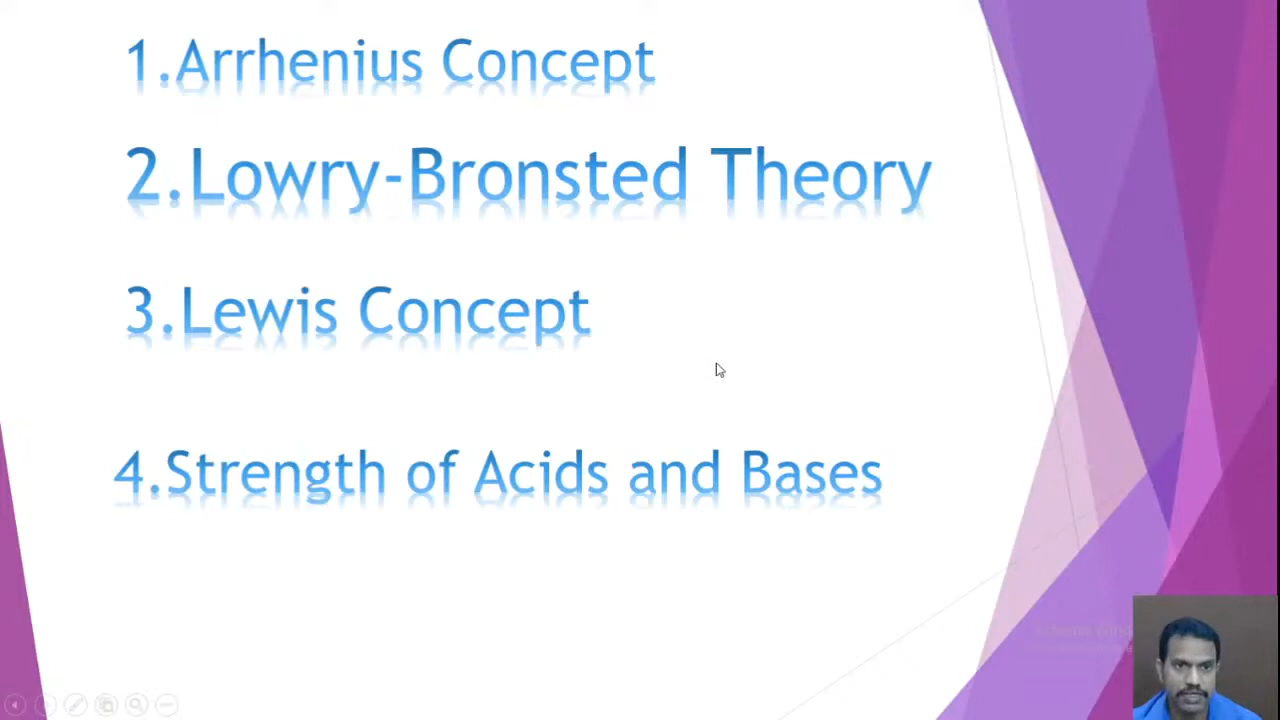 1.Arrhenius Concept
2.Lowry-Bronsted Theory
3.Lewis Concept
4.Strength of Acids and Bases